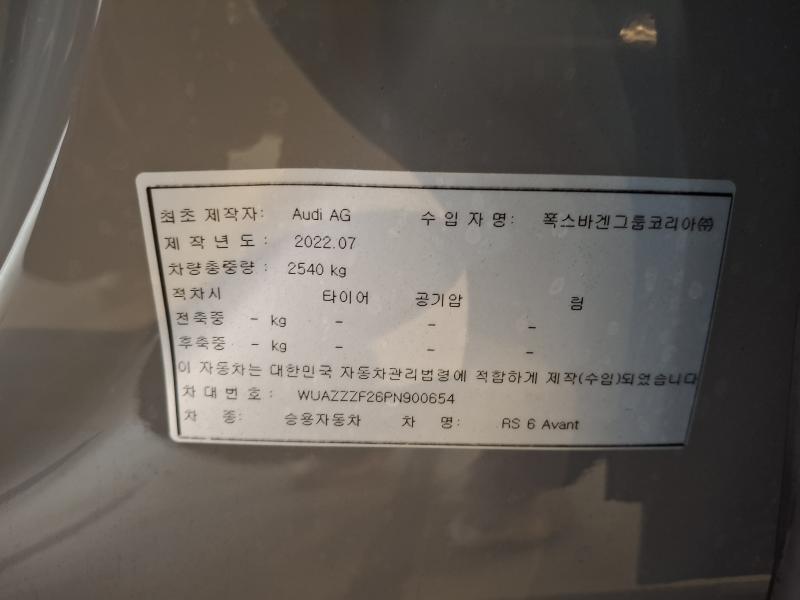 최초 제작자: Audi AG 수 입 자 명: 폭스바겐그룹코리아㈜
제 작 년 도 : 2022.07
차량총중량 : 2540 kg
적차시 타이어 공기압 림
전축중 - kg - - -
후축중 - kg - - -
이 자동차는 대한민국 자동차관리법령에 적합하게 제작(수입)되었습니다
차 대 번 호 : WUAZZZF26PN900654
차 종: 승용자동차 차 명: RS 6 Avant